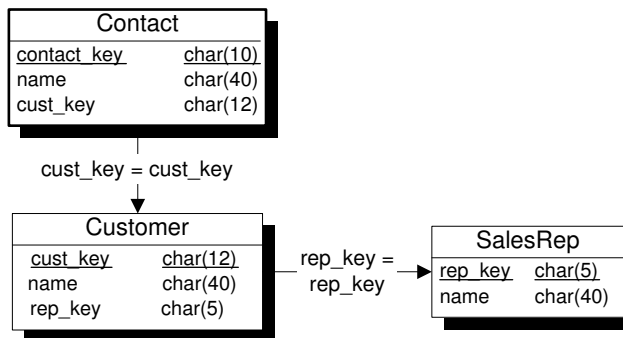 Contact
contact_key char(10)
name char(40)
cust_key char(12)
cust_key = cust_key
Customer
cust_key char(12)
name char(40)
rep_key char(5)
rep_key =
rep_key
SalesRep
rep_key char(5)
name char(40)